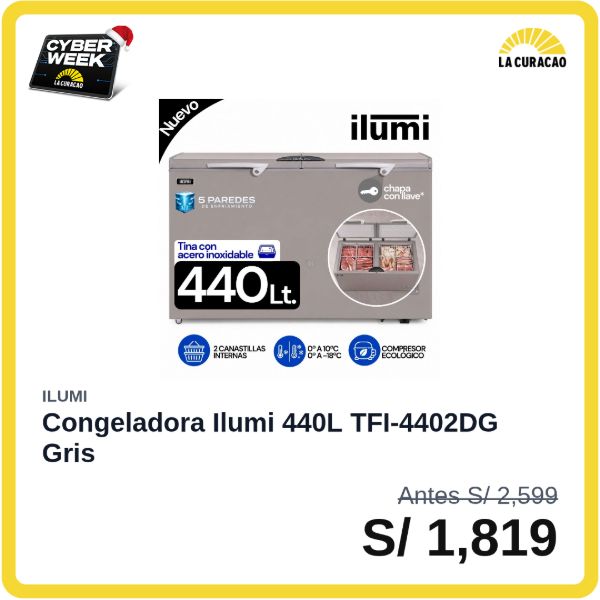 CYBER
WEEK
LA CURACAO
LA CURACAO
Nuevo
ilumi
5 PAREDES
DE ENFRIAMIENTO
chapa
con llave*
Tina con
acero inoxidable
440Lt.
2 CANASTILLAS
INTERNAS
0° A 10°C
0° A -18°C
COMPRESOR
ECOLÓGICO
ILUMI
Congeladora Ilumi 440L TFI-4402DG
Gris
Antes S/ 2,599
S/ 1,819